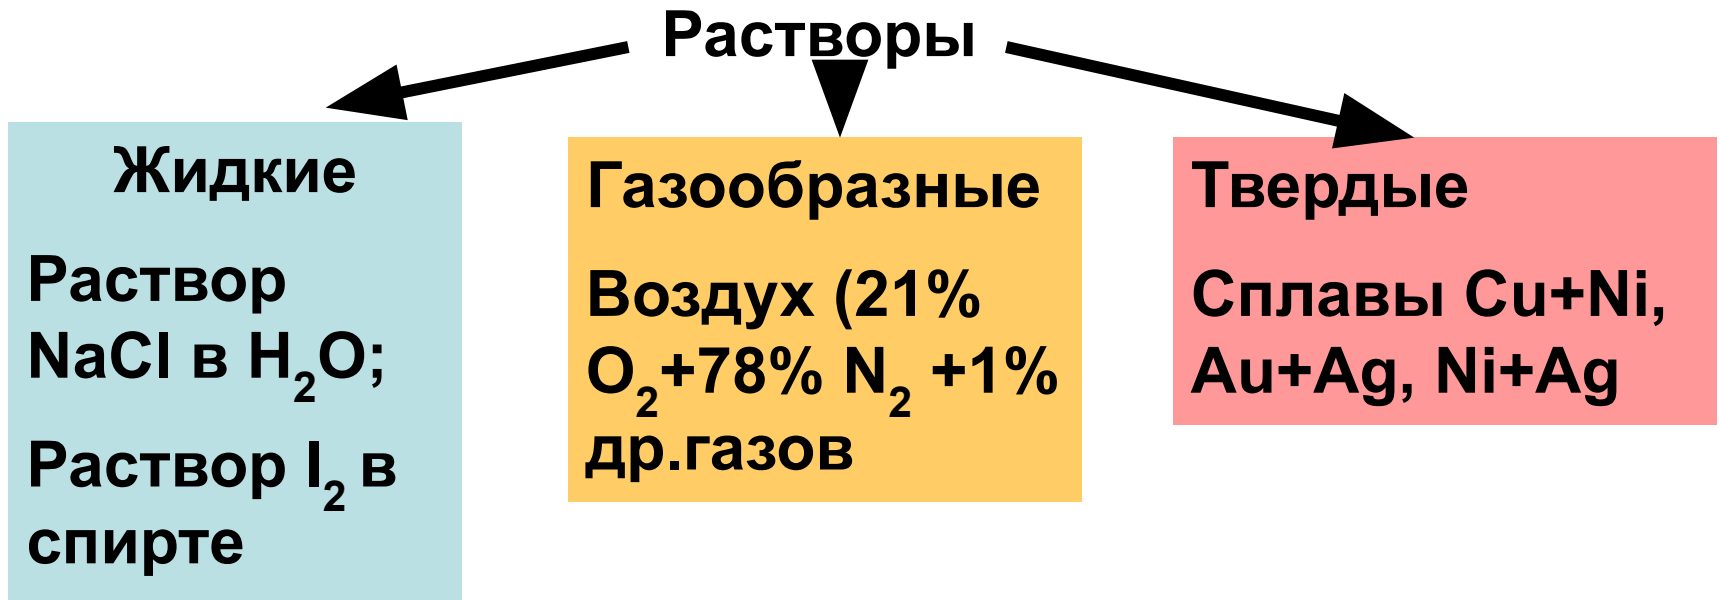 Растворы
Жидкие
Раствор
NaCl в H₂O;
Раствор I₂ в
спирте
Газообразные
Воздух (21%
O₂+78% N₂ +1%
др.газов
Твердые
Сплавы Cu+Ni,
Au+Ag, Ni+Ag